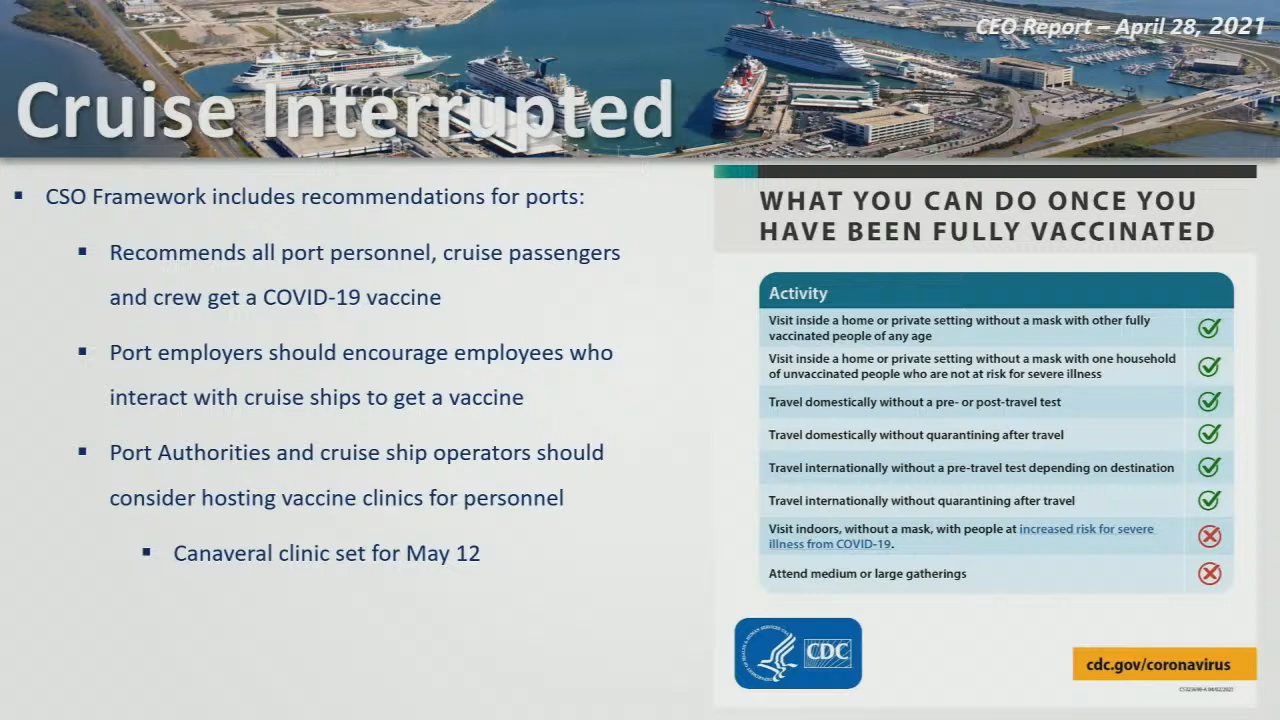 CEO Report – April 28, 2021
Cruise Interrupted
▪ CSO Framework includes recommendations for ports:
▪ Recommends all port personnel, cruise passengers
and crew get a COVID-19 vaccine
▪ Port employers should encourage employees who
interact with cruise ships to get a vaccine
▪ Port Authorities and cruise ship operators should
consider hosting vaccine clinics for personnel
▪ Canaveral clinic set for May 12
WHAT YOU CAN DO ONCE YOU
HAVE BEEN FULLY VACCINATED
Activity
Visit inside a home or private setting without a mask with other fully
vaccinated people of any age
Visit inside a home or private setting without a mask with one household
of unvaccinated people who are not at risk for severe illness
Travel domestically without a pre- or post-travel test
Travel domestically without quarantining after travel
Travel internationally without a pre-travel test depending on destination
Travel internationally without quarantining after travel
Visit indoors, without a mask, with people at increased risk for severe
illness from COVID-19.
Attend medium or large gatherings
CDC
cdc.gov/coronavirus